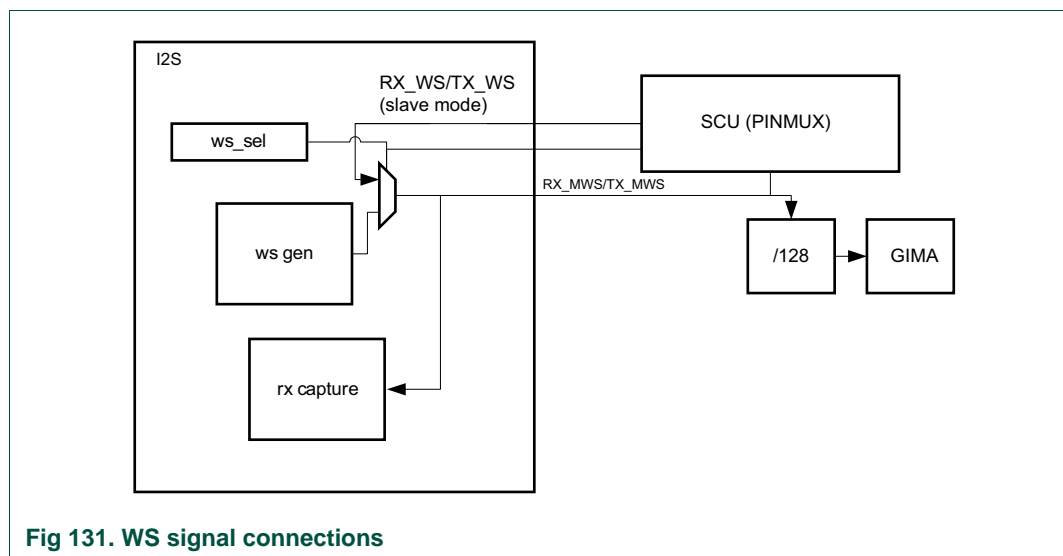 I2S
RX_WS/TX_WS
(slave mode)
SCU (PINMUX)
ws_sel
RX_MWS/TX_MWS
ws gen
/128
GIMA
rx capture
Fig 131. WS signal connections